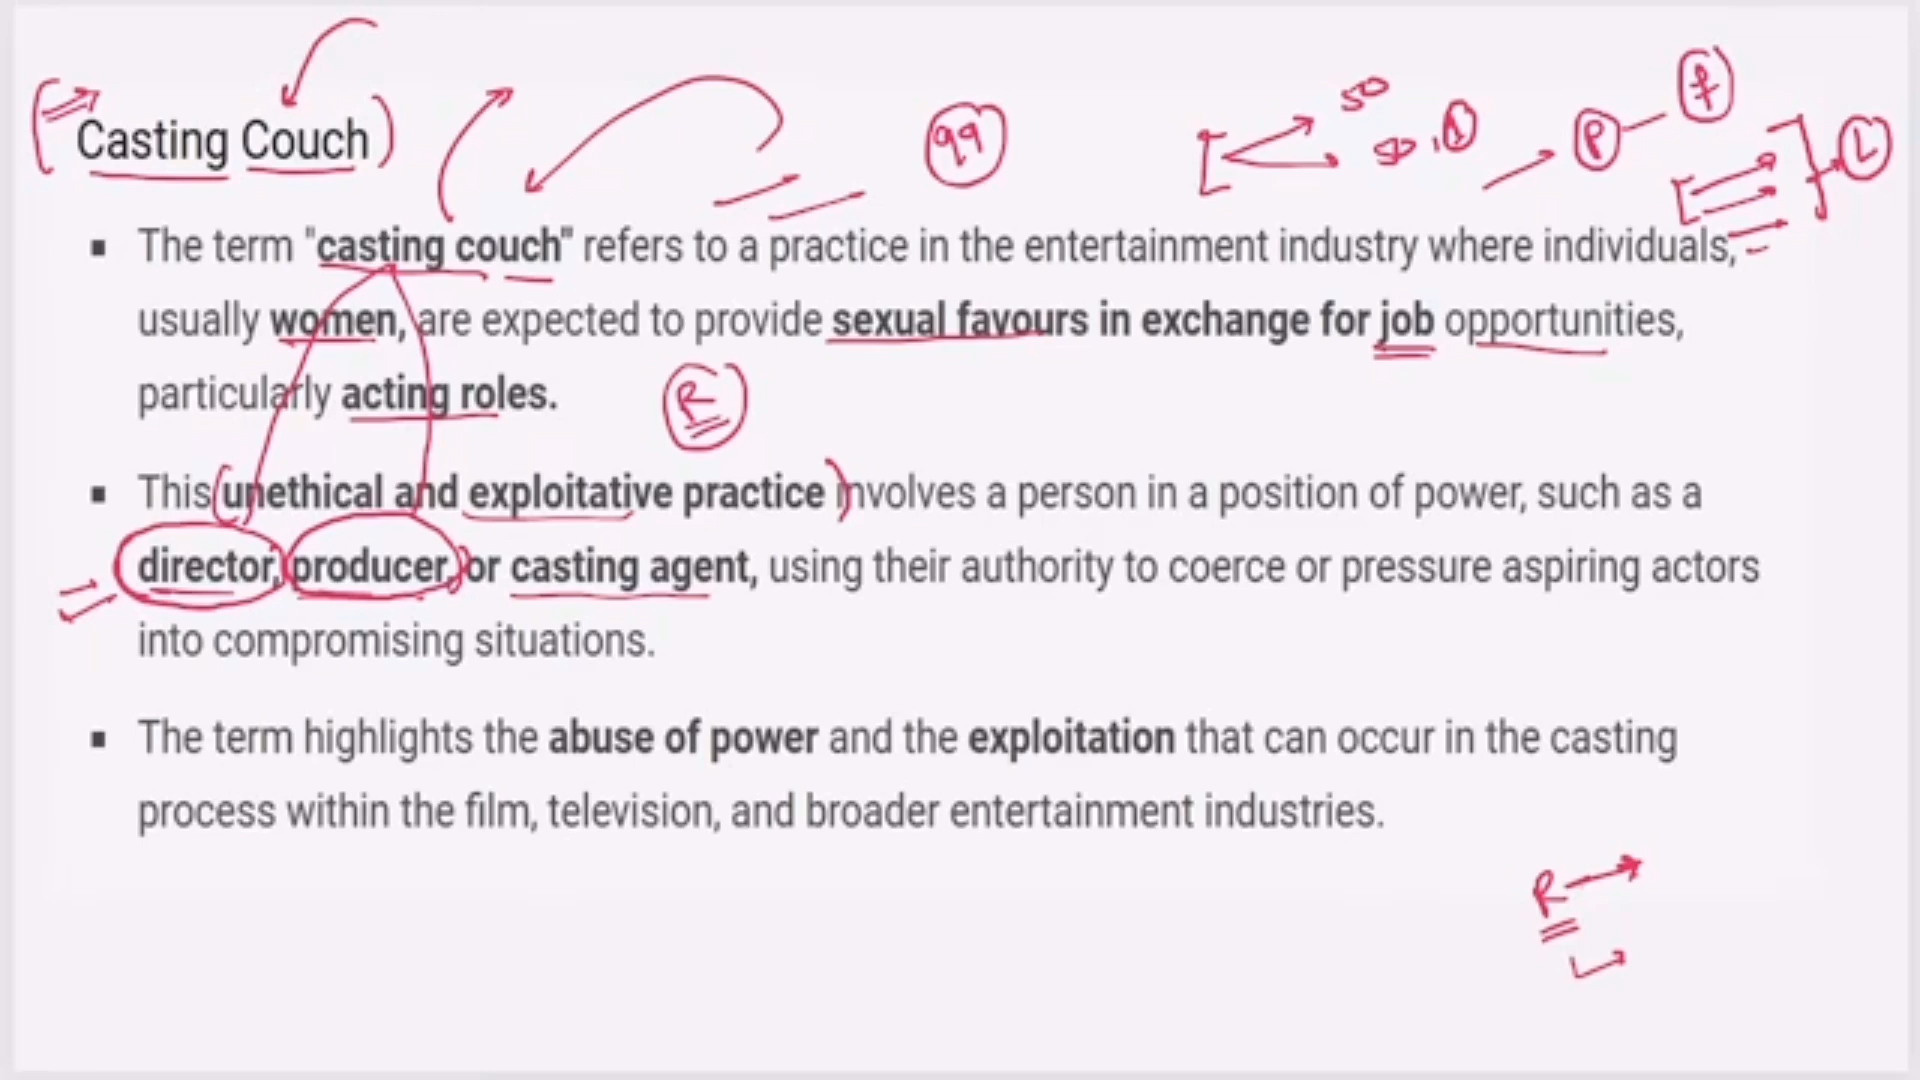 Casting Couch
99
50
50.1
P
f
L
▪ The term "casting couch" refers to a practice in the entertainment industry where individuals,
usually women, are expected to provide sexual favours in exchange for job opportunities,
particularly acting roles.
R
▪ This unethical and exploitative practice involves a person in a position of power, such as a
director, producer, or casting agent, using their authority to coerce or pressure aspiring actors
into compromising situations.
▪ The term highlights the abuse of power and the exploitation that can occur in the casting
process within the film, television, and broader entertainment industries.
R